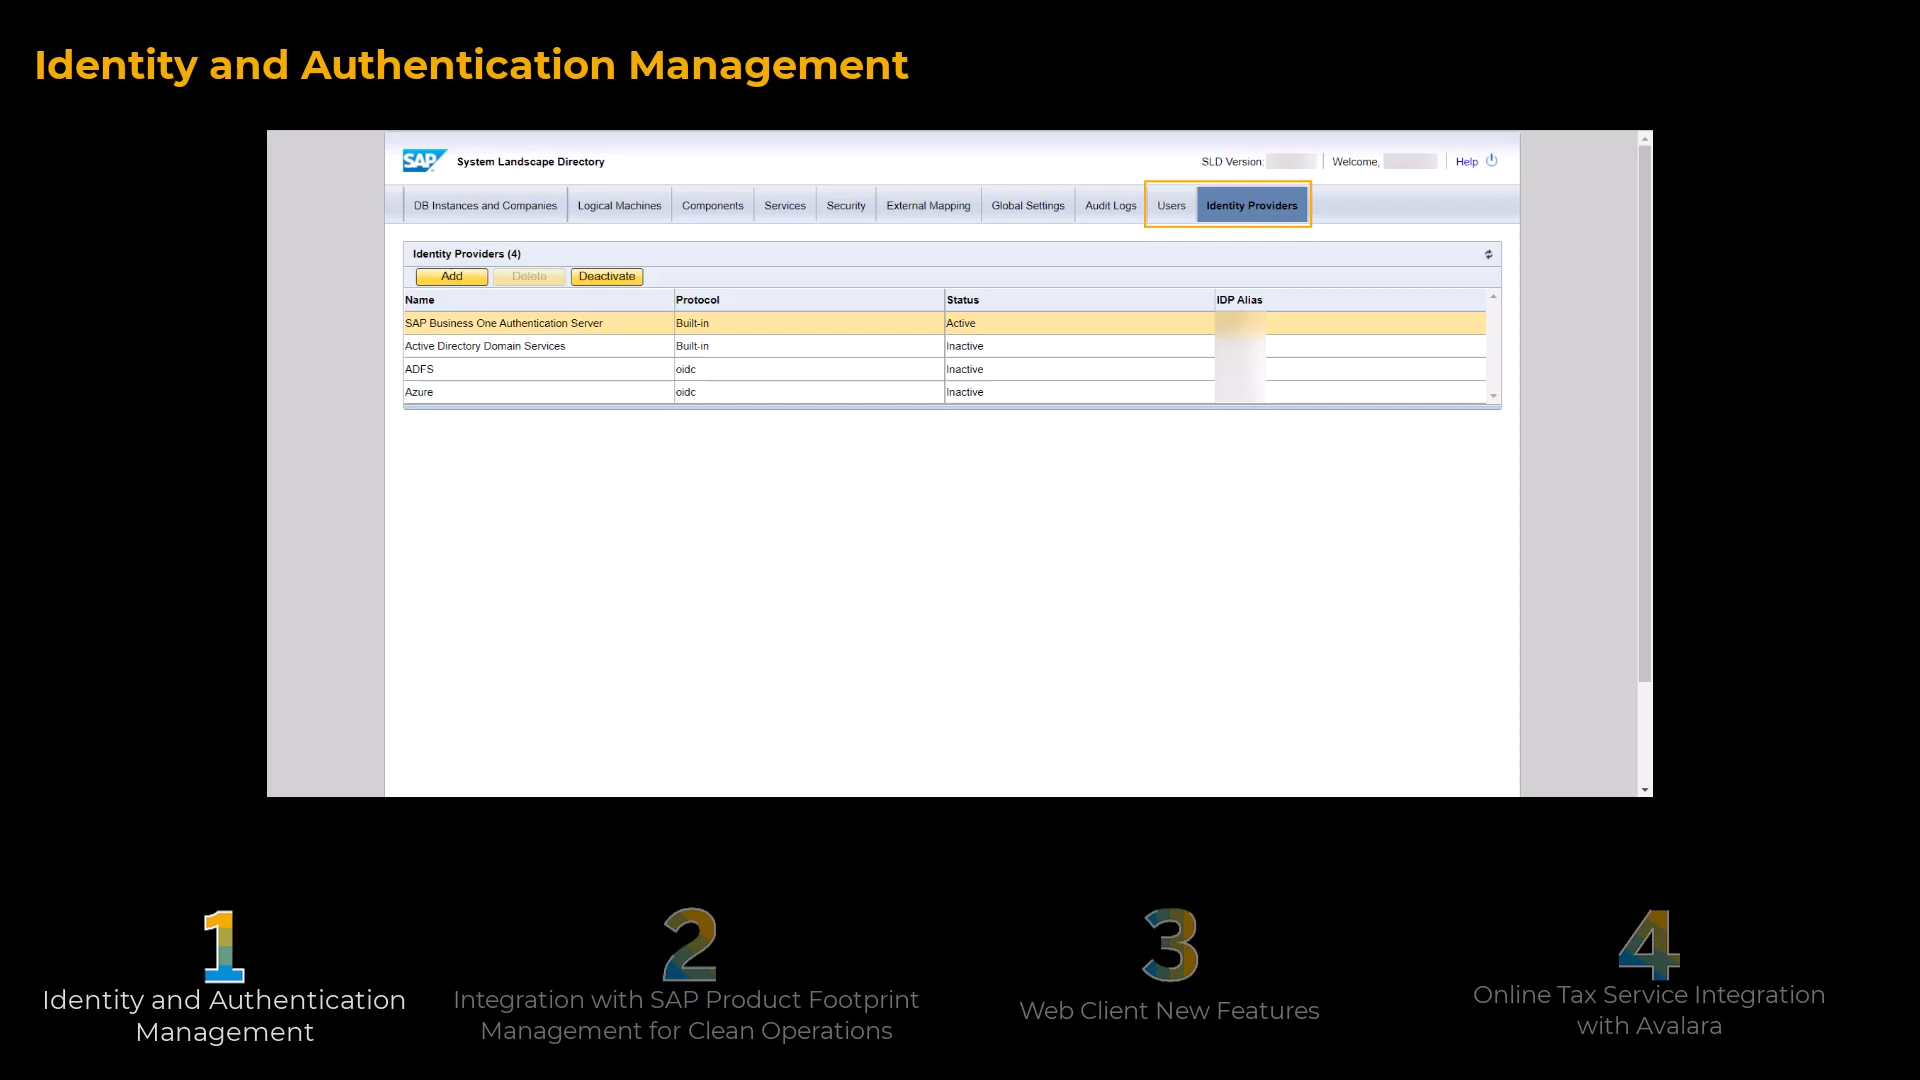 Identity and Authentication Management
SAP System Landscape Directory
SLD Version: Welcome, Help
DB Instances and Companies Logical Machines Components Services Security External Mapping Global Settings Audit Logs Users Identity Providers
Identity Providers (4)
Add Delete Deactivate
Name Protocol Status IDP Alias
SAP Business One Authentication Server Built-in Active
Active Directory Domain Services Built-in Inactive
ADFS oidc Inactive
Azure oidc Inactive
1
Identity and Authentication
Management
2
Integration with SAP Product Footprint
Management for Clean Operations
3
Web Client New Features
4
Online Tax Service Integration
with Avalara